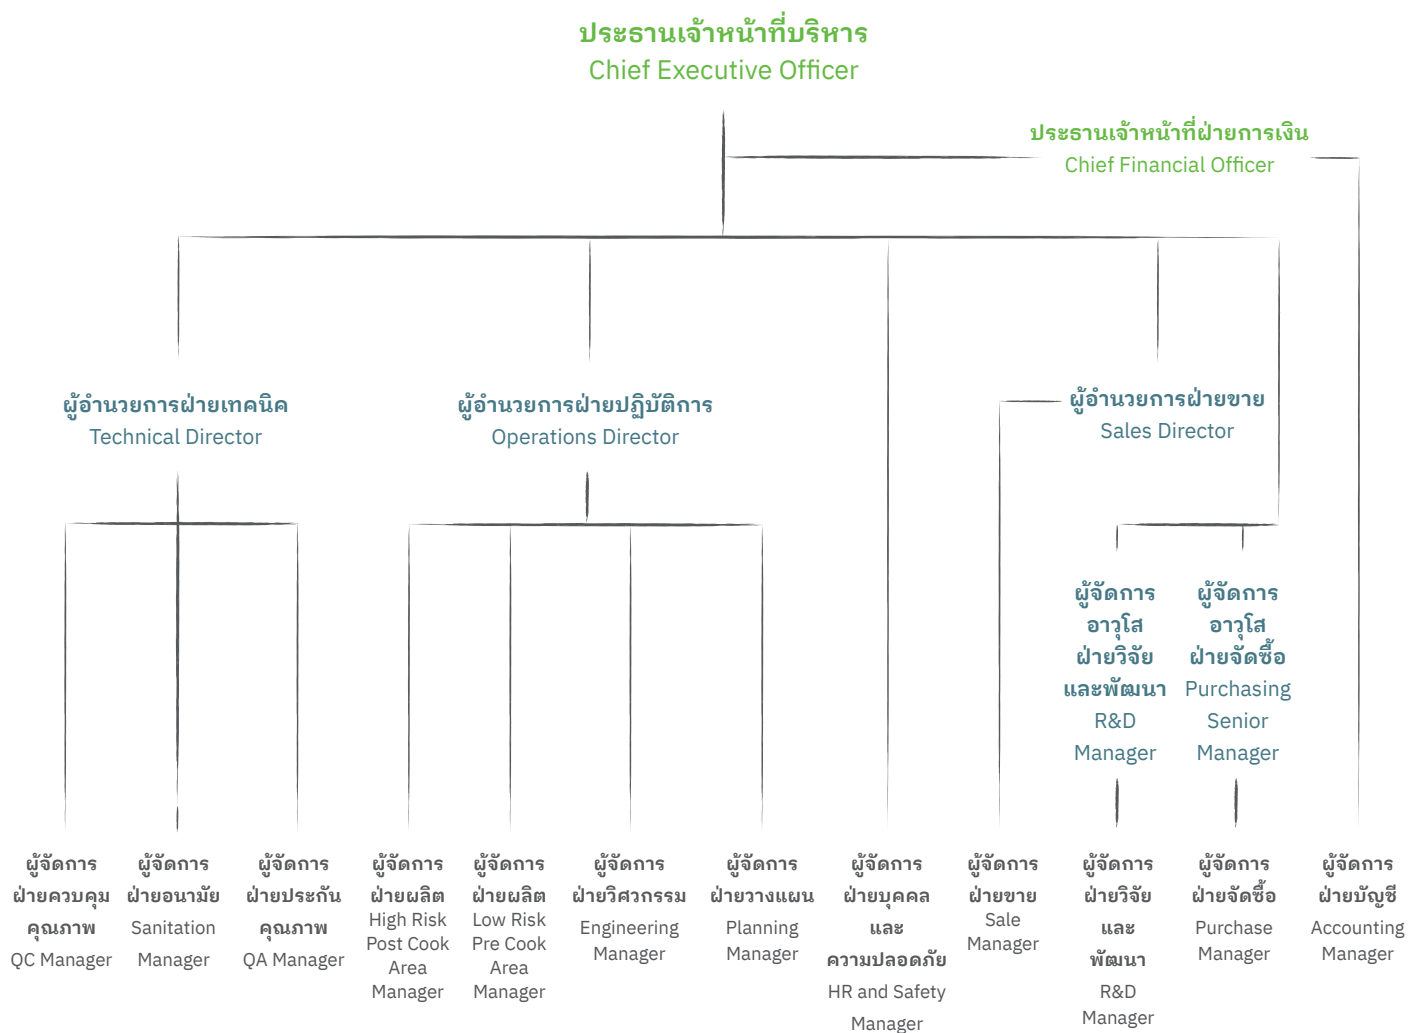 ประธานเจ้าหน้าที่บริหาร
Chief Executive Officer
ประธานเจ้าหน้าที่ฝ่ายการเงิน
Chief Financial Officer
ผู้อำนวยการฝ่ายเทคนิค
Technical Director
ผู้อำนวยการฝ่ายปฏิบัติการ
Operations Director
ผู้อำนวยการฝ่ายขาย
Sales Director
ผู้จัดการ
อาวุโส
ฝ่ายวิจัย
และพัฒนา
R&D
Manager
ผู้จัดการ
อาวุโส
ฝ่ายจัดซื้อ
Purchasing
Senior
Manager
ผู้จัดการ
ฝ่ายควบคุม
คุณภาพ
QC Manager
ผู้จัดการ
ฝ่ายอนามัย
Sanitation
Manager
ผู้จัดการ
ฝ่ายประกัน
คุณภาพ
QA Manager
ผู้จัดการ
ฝ่ายผลิต
High Risk
Post Cook
Area
Manager
ผู้จัดการ
ฝ่ายผลิต
Low Risk
Pre Cook
Area
Manager
ผู้จัดการ
ฝ่ายวิศวกรรม
Engineering
Manager
ผู้จัดการ
ฝ่ายวางแผน
Planning
Manager
ผู้จัดการ
ฝ่ายบุคคล
และ
ความปลอดภัย
HR and Safety
Manager
ผู้จัดการ
ฝ่ายขาย
Sale
Manager
ผู้จัดการ
ฝ่ายวิจัย
และ
พัฒนา
R&D
Manager
ผู้จัดการ
ฝ่ายจัดซื้อ
Purchase
Manager
ผู้จัดการ
ฝ่ายบัญชี
Accounting
Manager